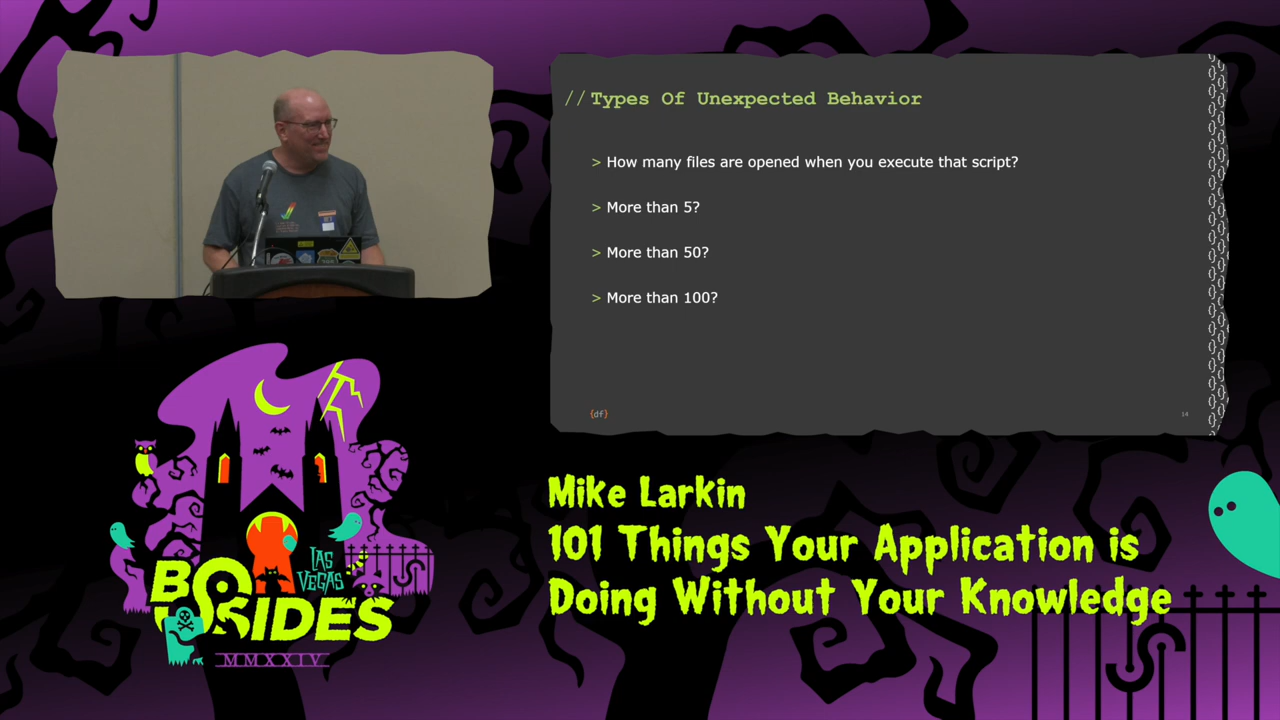 // Types Of Unexpected Behavior
> How many files are opened when you execute that script?
> More than 5?
> More than 50?
> More than 100?
{df}
14
Mike Larkin
101 Things Your Application is
Doing Without Your Knowledge
LAS
VEGAS
BSIDES
MMXXIV